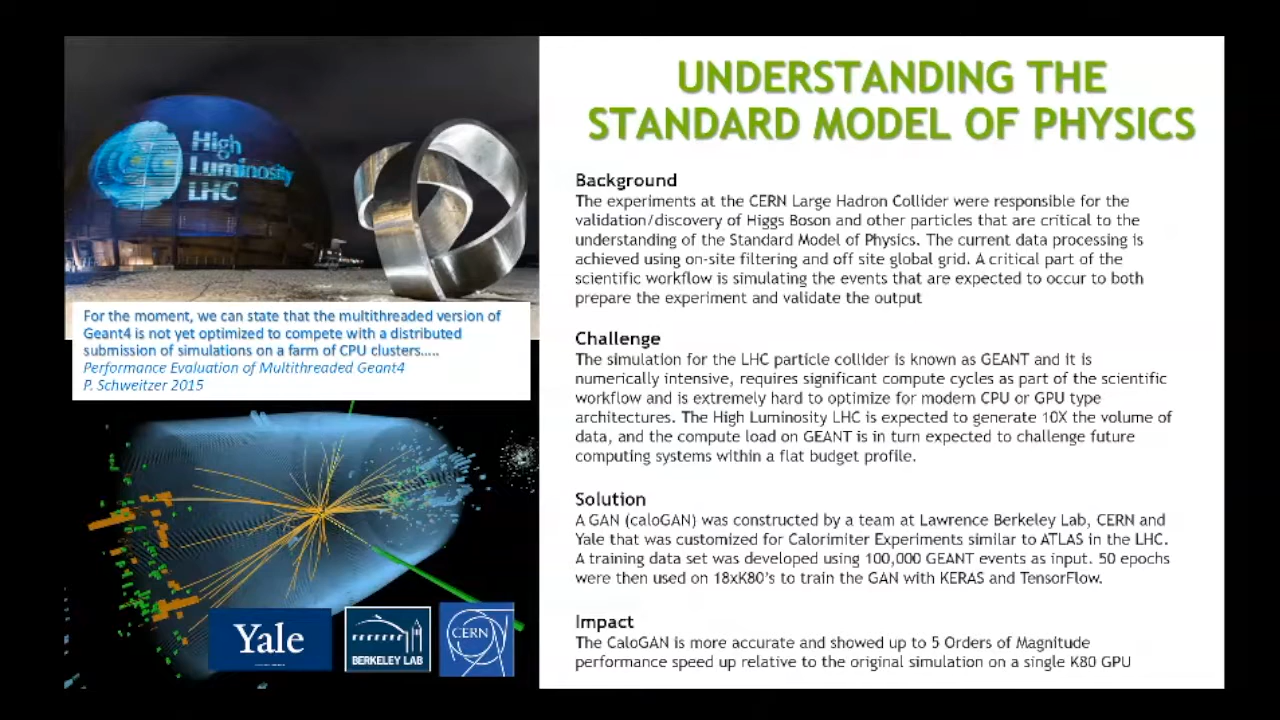 High
Luminosity
LHC
For the moment, we can state that the multithreaded version of
Geant4 is not yet optimized to compete with a distributed
submission of simulations on a farm of CPU clusters.....
Performance Evaluation of Multithreaded Geant4
P. Schweitzer 2015
Yale
BERKELEY LAB
CERN
UNDERSTANDING THE
STANDARD MODEL OF PHYSICS
Background
The experiments at the CERN Large Hadron Collider were responsible for the
validation/discovery of Higgs Boson and other particles that are critical to the
understanding of the Standard Model of Physics. The current data processing is
achieved using on-site filtering and off site global grid. A critical part of the
scientific workflow is simulating the events that are expected to occur to both
prepare the experiment and validate the output
Challenge
The simulation for the LHC particle collider is known as GEANT and it is
numerically intensive, requires significant compute cycles as part of the scientific
workflow and is extremely hard to optimize for modern CPU or GPU type
architectures. The High Luminosity LHC is expected to generate 10X the volume of
data, and the compute load on GEANT is in turn expected to challenge future
computing systems within a flat budget profile.
Solution
A GAN (caloGAN) was constructed by a team at Lawrence Berkeley Lab, CERN and
Yale that was customized for Calorimiter Experiments similar to ATLAS in the LHC.
A training data set was developed using 100,000 GEANT events as input. 50 epochs
were then used on 18xK80's to train the GAN with KERAS and TensorFlow.
Impact
The CaloGAN is more accurate and showed up to 5 Orders of Magnitude
performance speed up relative to the original simulation on a single K80 GPU